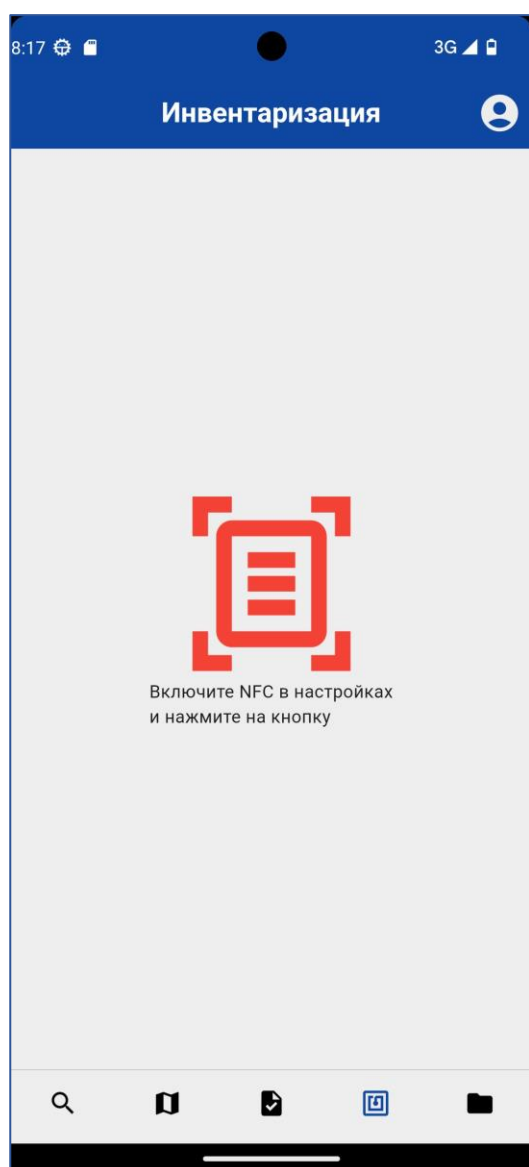 8:17
3G
Инвентаризация
Включите NFC в настройках
и нажмите на кнопку